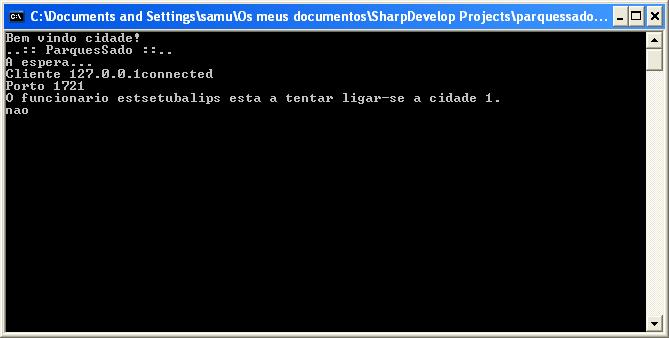 C:\Documents and Settings\samu\Os meus documentos\SharpDevelop Projects\parquessado...
Bem vindo cidade!
..:: ParquesSado ::..
A espera...
Cliente 127.0.0.1connected
Porto 1721
O funcionario estsetubalips esta a tentar ligar-se a cidade 1.
nao